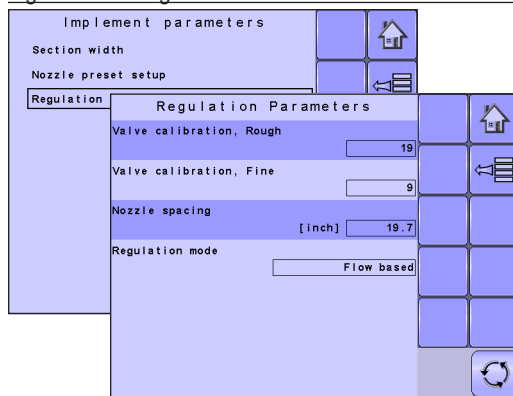 Implement parameters
Section width
Nozzle preset setup
Regulation
Regulation Parameters
Valve calibration, Rough
19
Valve calibration, Fine
9
Nozzle spacing
[inch] 19.7
Regulation mode
Flow based